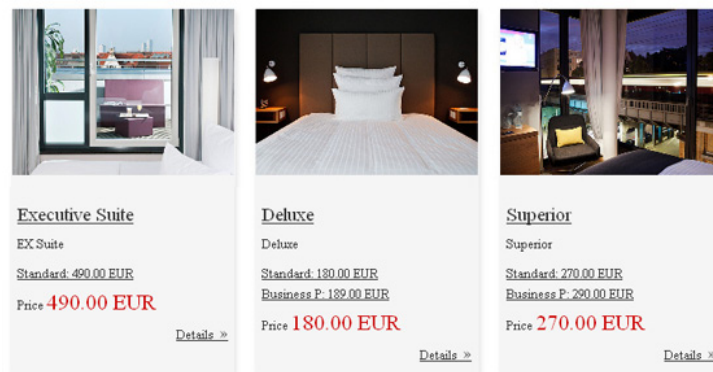 Executive Suite
EX Suite
Standard: 490.00 EUR
Price 490.00 EUR
Details »
Deluxe
Deluxe
Standard: 180.00 EUR
Business P: 189.00 EUR
Price 180.00 EUR
Details »
Superior
Superior
Standard: 270.00 EUR
Business P: 290.00 EUR
Price 270.00 EUR
Details »